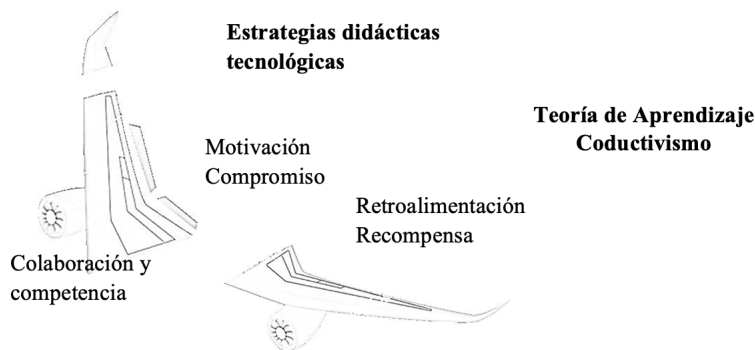 Estrategias didácticas
tecnológicas
Teoría de Aprendizaje
Coductivismo
Motivación
Compromiso
Retroalimentación
Recompensa
Colaboración y
competencia